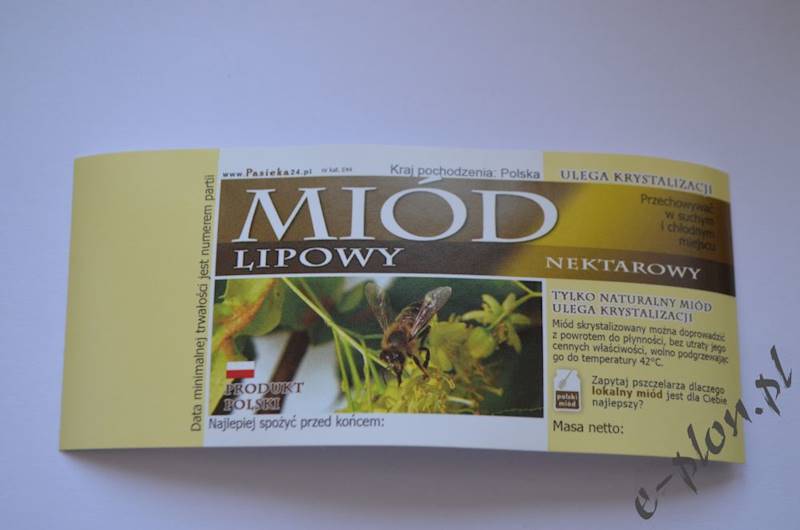 www.Pasieka24.pl nr kat. 244
Kraj pochodzenia: Polska
ULEGA KRYSTALIZACJI
MIÓD
Przechowywać
w suchym
i chłodnym
miejscu
LIPOWY
NEKTAROWY
Data minimalnej trwałości jest numerem partii
TYLKO NATURALNY MIÓD
ULEGA KRYSTALIZACJI
Miód skrystalizowany można doprowadzić
z powrotem do płynności, bez utraty jego
cennych właściwości, wolno podgrzewając
go do temperatury 42°C.
PRODUKT
POLSKI
polski
miód
Zapytaj pszczelarza dlaczego
lokalny miód jest dla Ciebie
najlepszy?
Najlepiej spożyć przed końcem:
Masa netto:
e-plon.pl